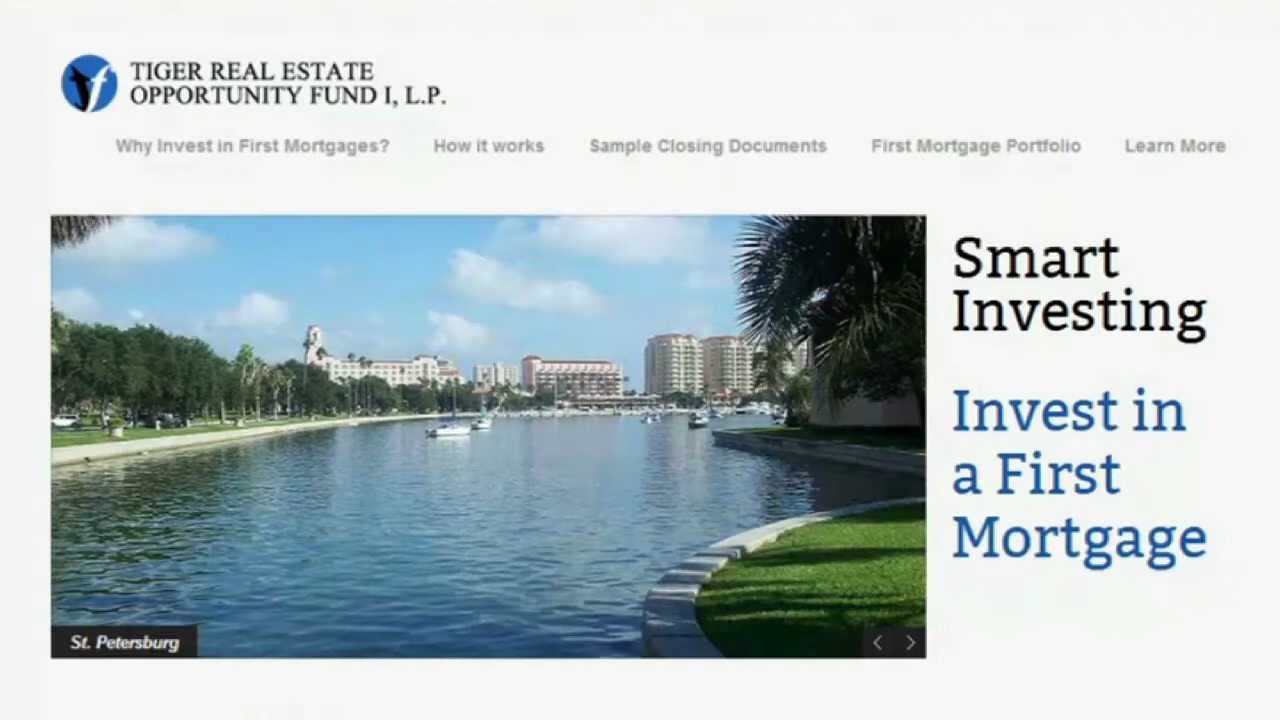 TIGER REAL ESTATE
OPPORTUNITY FUND I, L.P.
Why Invest in First Mortgages? How it works Sample Closing Documents First Mortgage Portfolio Learn More
Smart
Investing
Invest in
a First
Mortgage
St. Petersburg